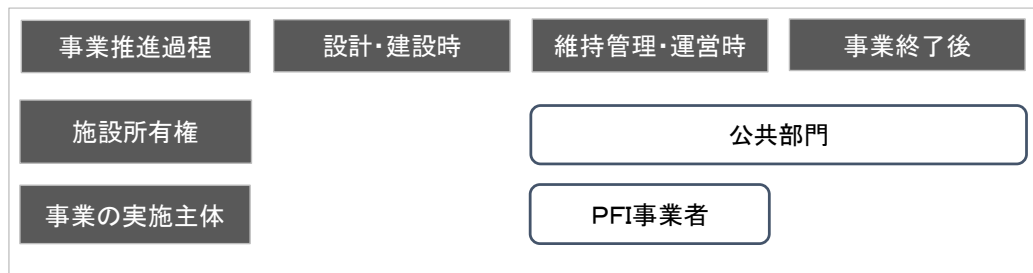 事業推進過程 設計・建設時 維持管理・運営時 事業終了後
施設所有権 公共部門
事業の実施主体 PFI事業者